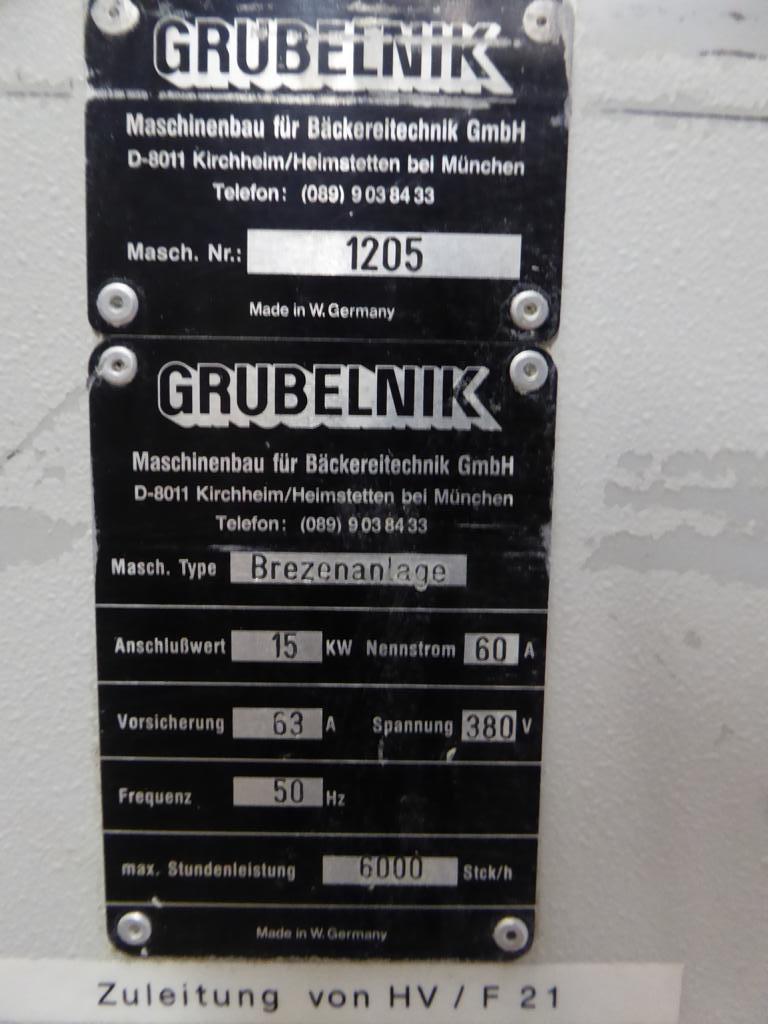 GRUBELNIK
Maschinenbau für Bäckereitechnik GmbH
D-8011 Kirchheim/Heimstetten bei München
Telefon: (089) 9 03 84 33
Masch. Nr.: 1205
Made in W. Germany
GRUBELNIK
Maschinenbau für Bäckereitechnik GmbH
D-8011 Kirchheim/Heimstetten bei München
Telefon: (089) 9 03 84 33
Masch. Type Brezenanlage
Anschlußwert 15 KW Nennstrom 60 A
Vorsicherung 63 A Spannung 380 V
Frequenz 50 Hz
max. Stundenleistung 6000 Stck/h
Made in W. Germany
Zuleitung von HV / F 21